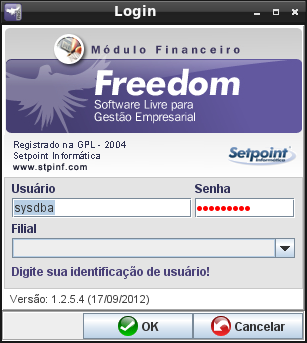 Login
Módulo Financeiro
Freedom
Software Livre para
Gestão Empresarial
Registrado na GPL - 2004
Setpoint Informática
www.stpinf.com
Setpoint
Informática
Usuário Senha
sysdba
Filial
Digite sua identificação de usuário!
Versão: 1.2.5.4 (17/09/2012)
OK Cancelar